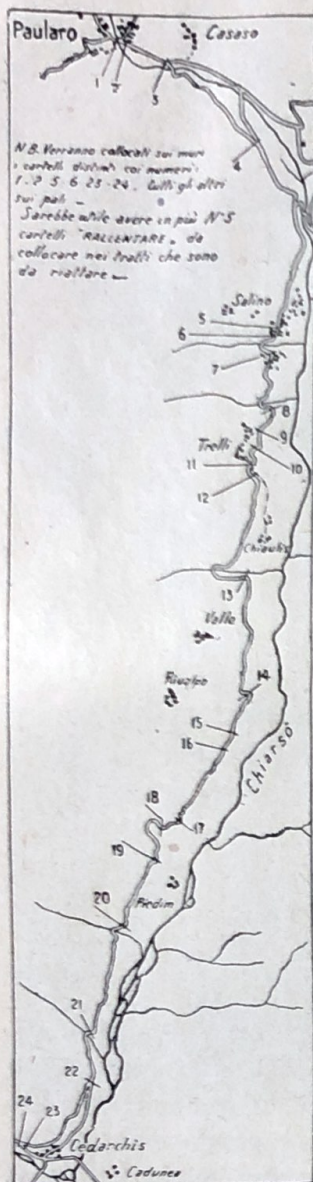 Paularo
Casaso
1
2
3
4
N.B. Verranno collocati sui muri
i cartelli distinti coi numeri
1. 2 5 6 23-24. tutti gli altri
sui pali -
Sarebbe utile avere in più N°5
cartelli "RALLENTARE" da
collocare nei tratti che sono
da riattare -
Salino
5
6
7
8
9
Trelli
10
11
12
Chiaulis
13
Valle
14
Rivalpo
15
16
Chiarsò
18
17
19
Piedim
20
21
22
24
23
Cedarchis
Cadunea